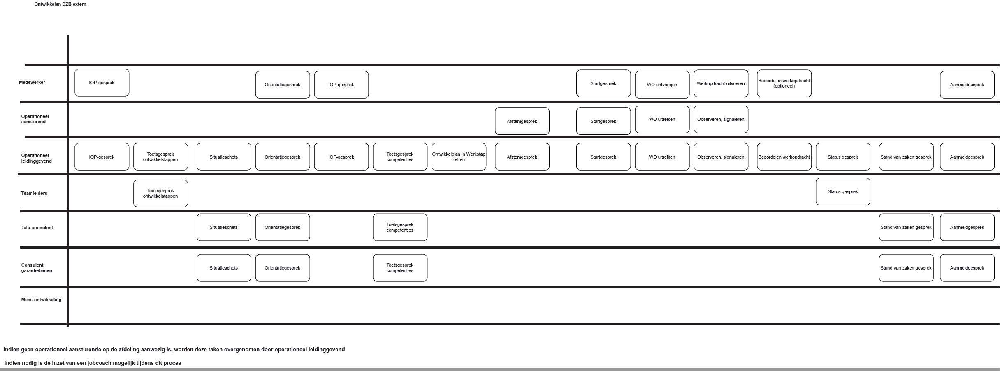 Ontwikkelen DZB extern
Medewerker
IOP-gesprek
Orientatiegesprek
IOP-gesprek
Startgesprek
WO ontvangen
Werkopdracht uitvoeren
Beoordelen werkopdracht
(optioneel)
Aanmeldgesprek
Operationeel
aansturend
Afstemgesprek
Startgesprek
WO uitreiken
Observeren, signaleren
Operationeel
leidinggevend
IOP-gesprek
Toetsgesprek
ontwikkelstappen
Situatieschets
Orientatiegesprek
IOP-gesprek
Toetsgesprek
competenties
Ontwikkelplan in Werkstap
zetten
Afstemgesprek
Startgesprek
WO uitreiken
Observeren, signaleren
Beoordelen werkopdracht
Status gesprek
Stand van zaken gesprek
Aanmeldgesprek
Teamleiders
Toetsgesprek
ontwikkelstappen
Status gesprek
Deta-consulent
Situatieschets
Orientatiegesprek
Toetsgesprek
competenties
Stand van zaken gesprek
Aanmeldgesprek
Consulent
garantiebanen
Situatieschets
Orientatiegesprek
Toetsgesprek
competenties
Stand van zaken gesprek
Aanmeldgesprek
Mens ontwikkeling
Indien geen operationeel aansturende op de afdeling aanwezig is, worden deze taken overgenomen door operationeel leidinggevend
Indien nodig is de inzet van een jobcoach mogelijk tijdens dit proces